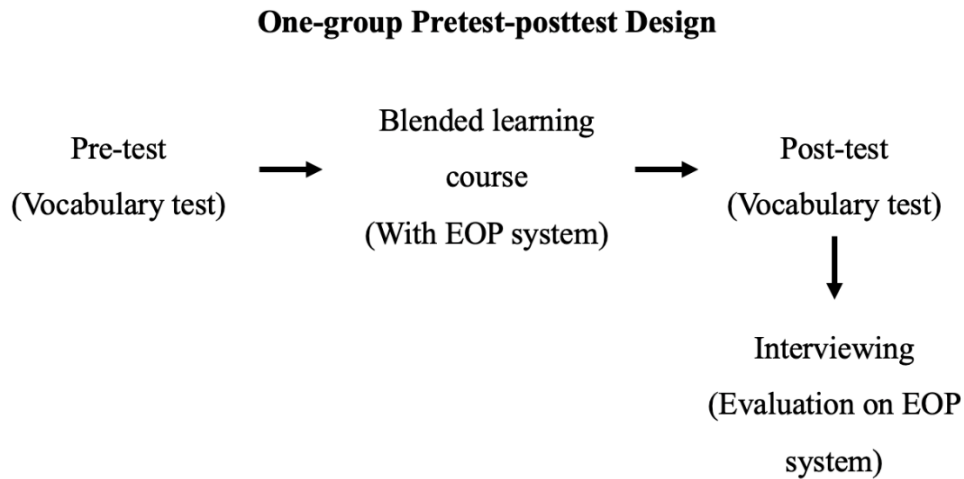 One-group Pretest-posttest Design
Pre-test
(Vocabulary test)
Blended learning
course
(With EOP system)
Post-test
(Vocabulary test)
Interviewing
(Evaluation on EOP
system)